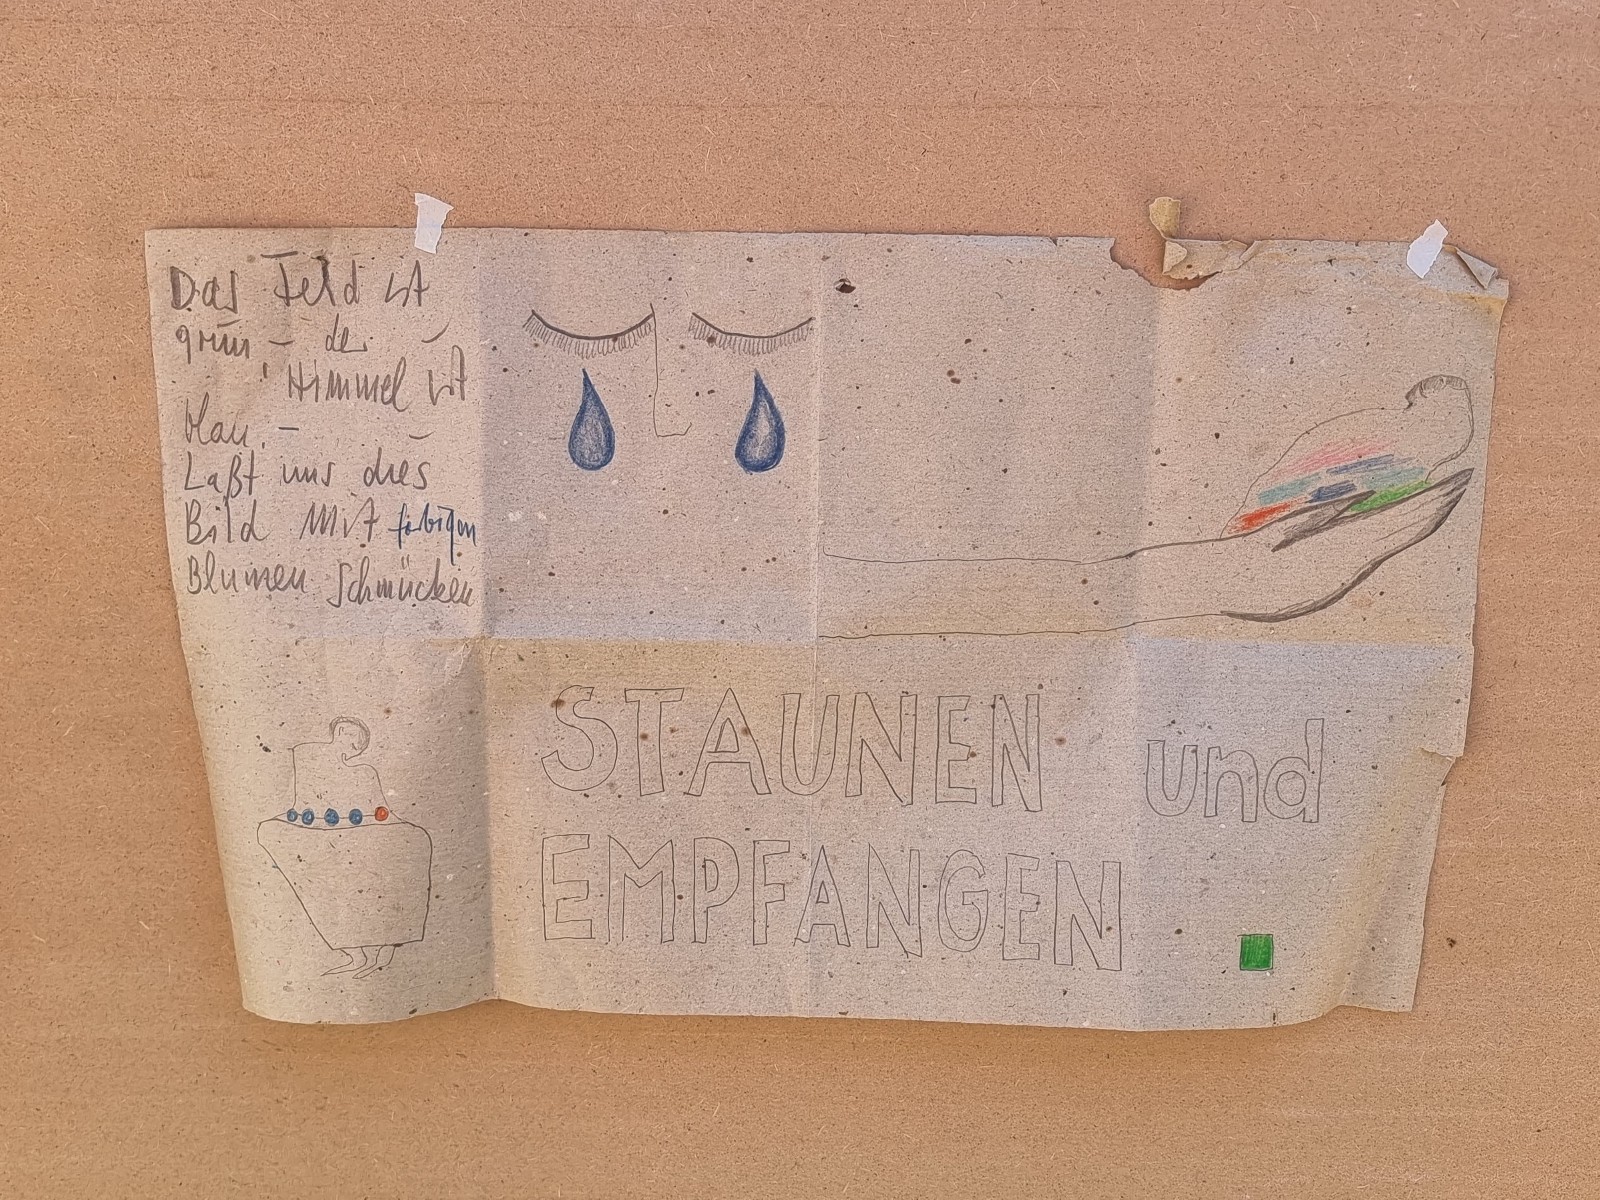 Das Feld ist
grün – der
Himmel ist
blau. –
Laßt uns dies
Bild Mit farbigen
Blumen schmücken
STAUNEN und
EMPFANGEN